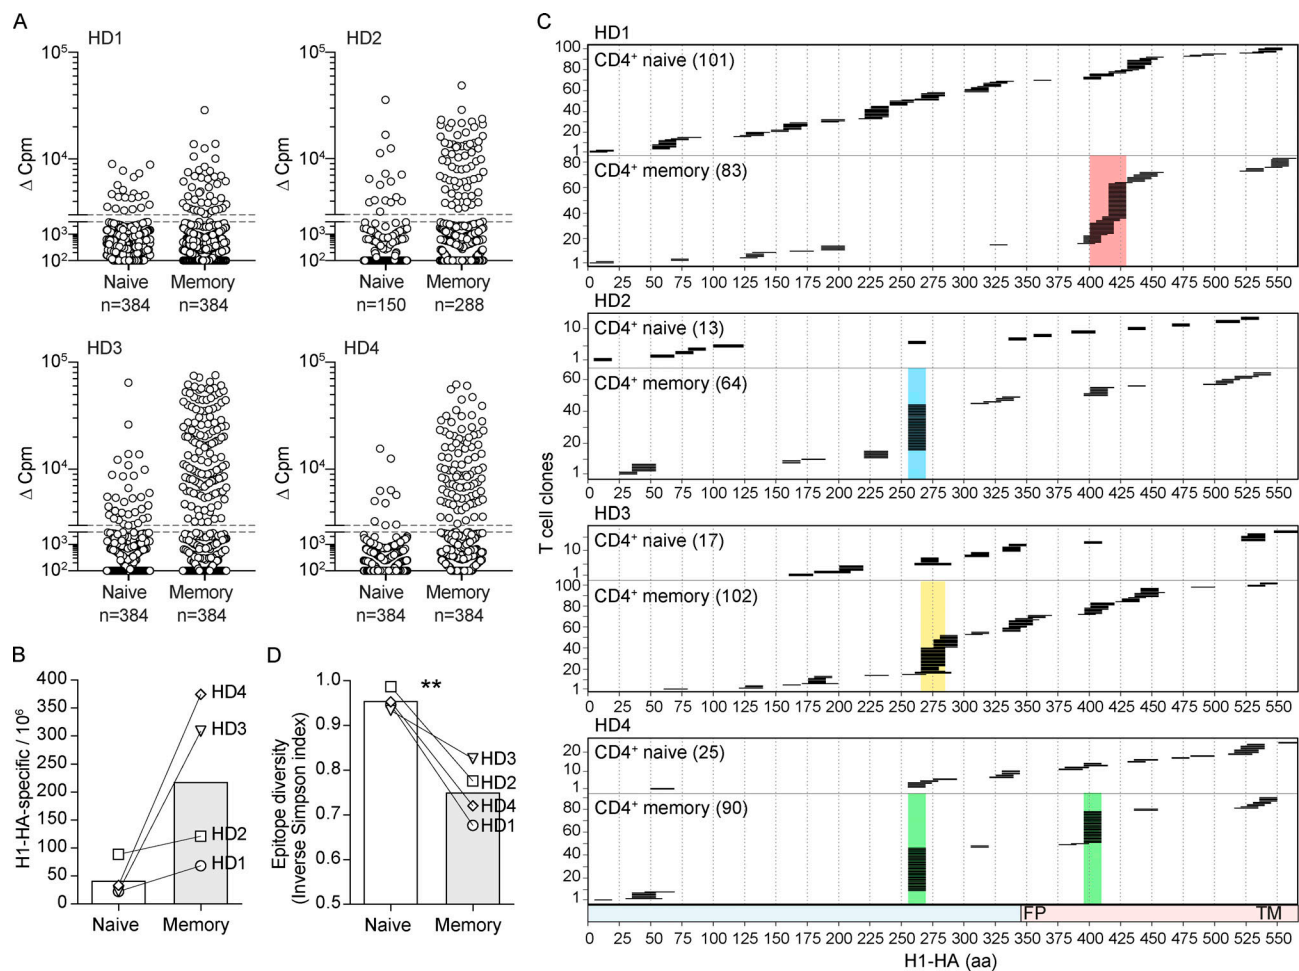 A
HD1
HD2
10⁵
10⁴
10³
10²
Δ Cpm
Naive
Memory
n=384
n=384
10⁵
10⁴
10³
10²
Δ Cpm
Naive
Memory
n=150
n=288
HD3
HD4
10⁵
10⁴
10³
10²
Δ Cpm
Naive
Memory
n=384
n=384
10⁵
10⁴
10³
10²
Δ Cpm
Naive
Memory
n=384
n=384
B
H1-HA-specific / 10⁶
400
350
300
250
200
150
100
50
0
HD4
HD3
HD2
HD1
Naive
Memory
D
Epitope diversity
(Inverse Simpson index)
1.0
0.9
0.8
0.7
0.6
0.5
**
HD3
HD2
HD4
HD1
Naive
Memory
C
T cell clones
HD1
CD4⁺ naive (101)
100
80
60
40
20
1
CD4⁺ memory (83)
80
60
40
20
1
0 25 50 75 100 125 150 175 200 225 250 275 300 325 350 375 400 425 450 475 500 525 550
HD2
CD4⁺ naive (13)
10
1
CD4⁺ memory (64)
60
40
20
1
0 25 50 75 100 125 150 175 200 225 250 275 300 325 350 375 400 425 450 475 500 525 550
HD3
CD4⁺ naive (17)
10
1
CD4⁺ memory (102)
100
80
60
40
20
1
0 25 50 75 100 125 150 175 200 225 250 275 300 325 350 375 400 425 450 475 500 525 550
HD4
CD4⁺ naive (25)
20
10
1
CD4⁺ memory (90)
80
60
40
20
1
FP
TM
0 25 50 75 100 125 150 175 200 225 250 275 300 325 350 375 400 425 450 475 500 525 550
H1-HA (aa)